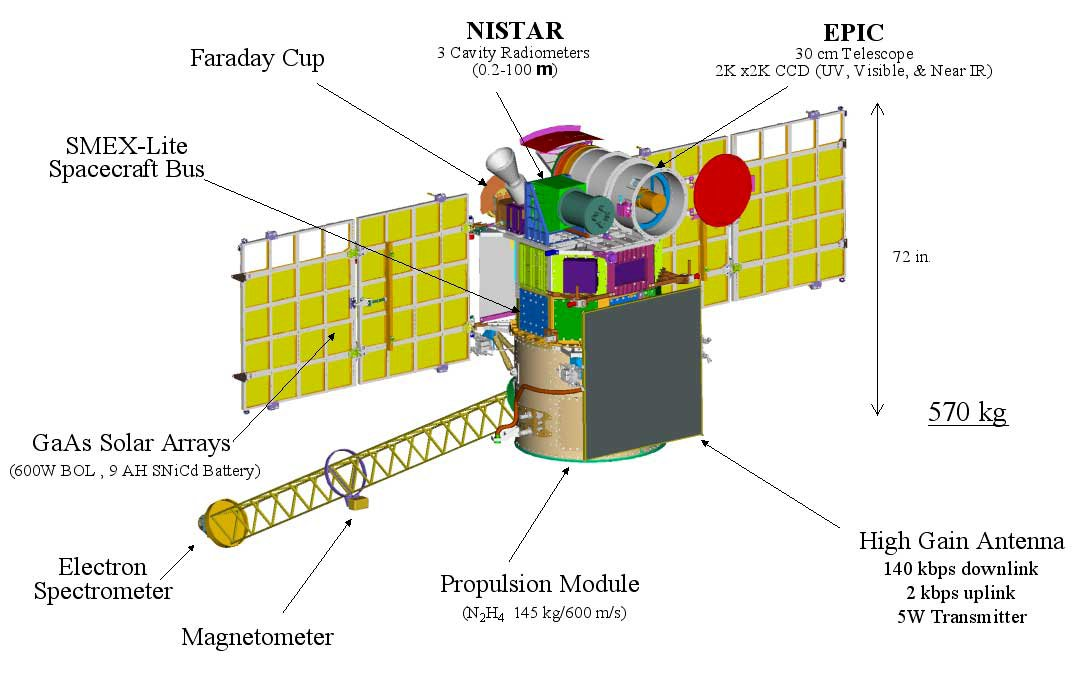 NISTAR
3 Cavity Radiometers
(0.2-100 m)
EPIC
30 cm Telescope
2K x2K CCD (UV, Visible, & Near IR)
Faraday Cup
SMEX-Lite
Spacecraft Bus
72 in.
570 kg
GaAs Solar Arrays
(600W BOL , 9 AH SNiCd Battery)
High Gain Antenna
140 kbps downlink
2 kbps uplink
5W Transmitter
Electron
Spectrometer
Propulsion Module
(N₂H₄ 145 kg/600 m/s)
Magnetometer